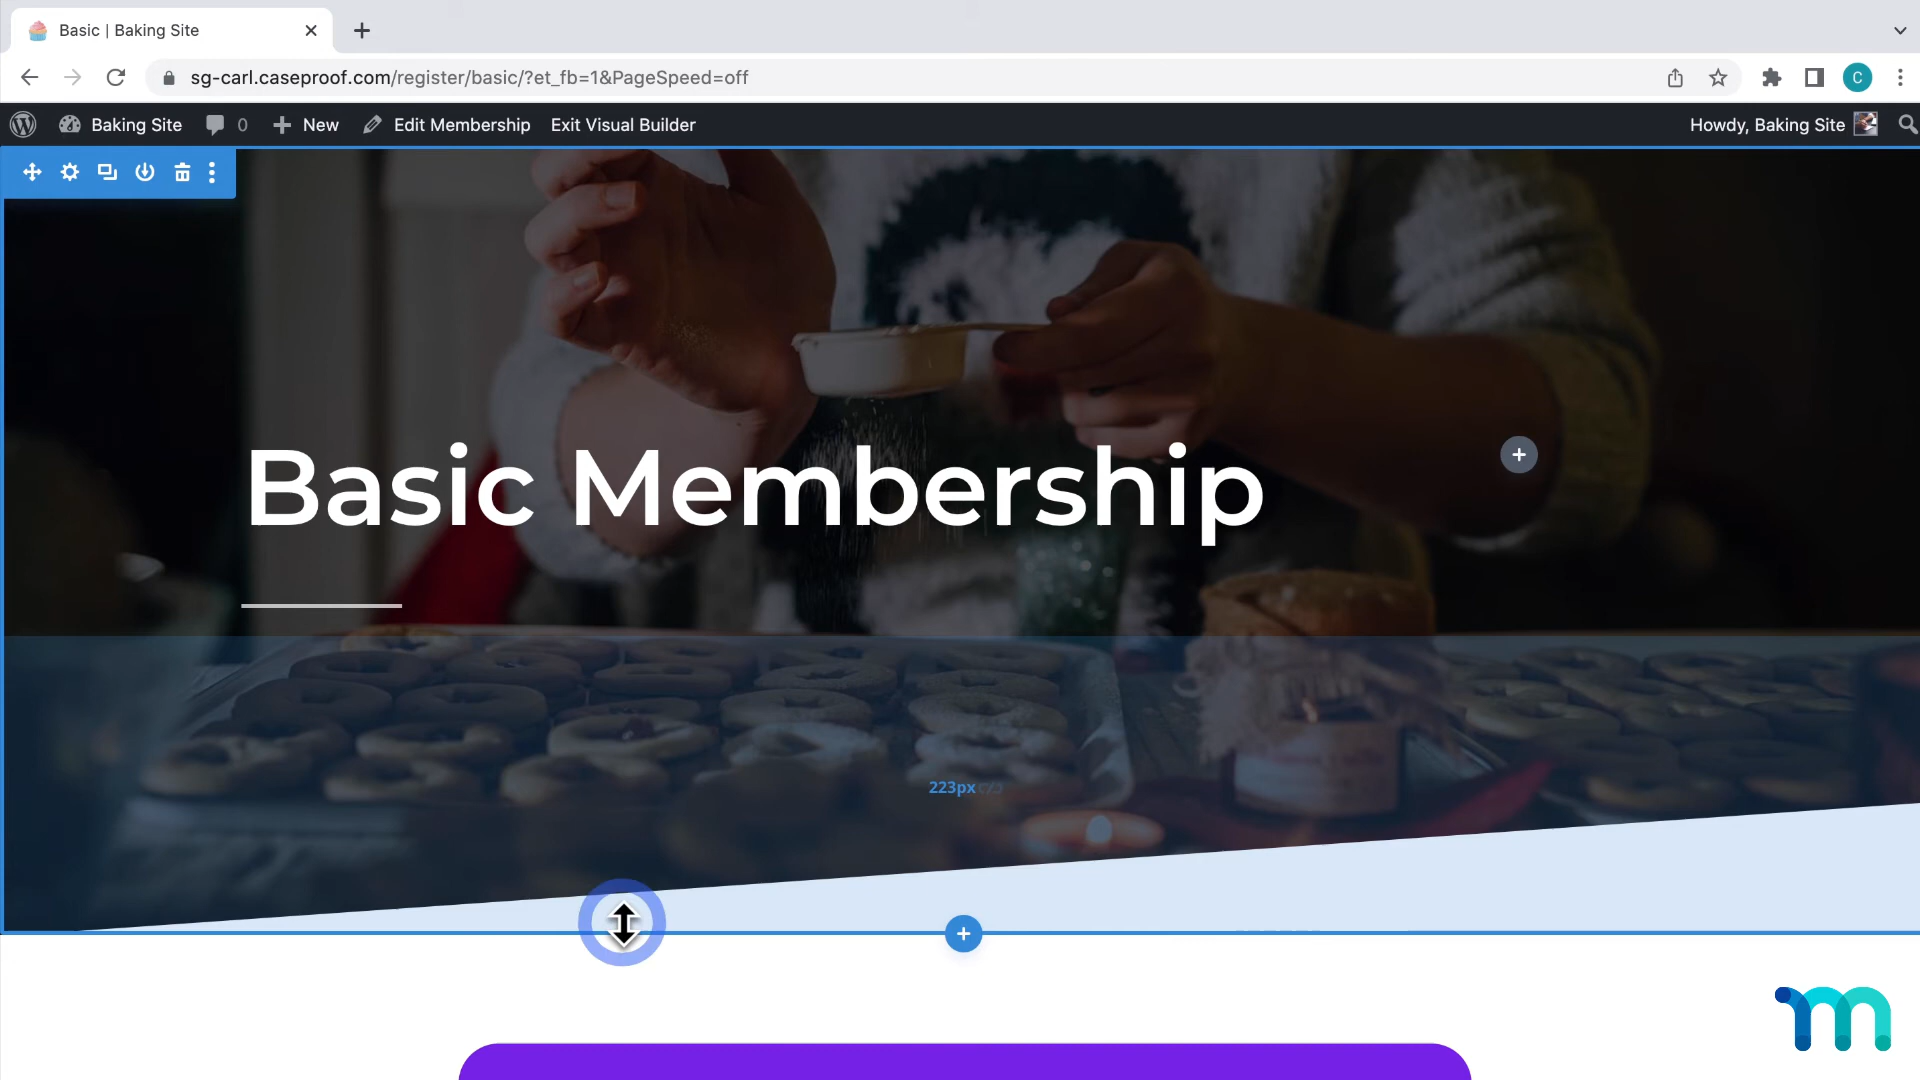 Basic | Baking Site
sg-carl.caseproof.com/register/basic/?et_fb=1&PageSpeed=off
C
Baking Site 0 New Edit Membership Exit Visual Builder Howdy, Baking Site
Basic Membership
223px
m